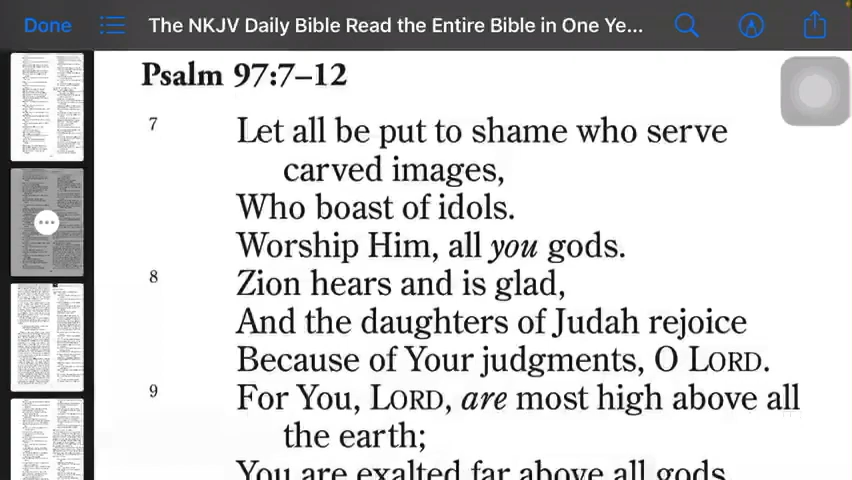 Done
The NKJV Daily Bible Read the Entire Bible in One Ye...
Psalm 97:7–12
7 Let all be put to shame who serve
carved images,
Who boast of idols.
Worship Him, all you gods.
8 Zion hears and is glad,
And the daughters of Judah rejoice
Because of Your judgments, O LORD.
9 For You, LORD, are most high above all
the earth;
You are exalted far above all gods.